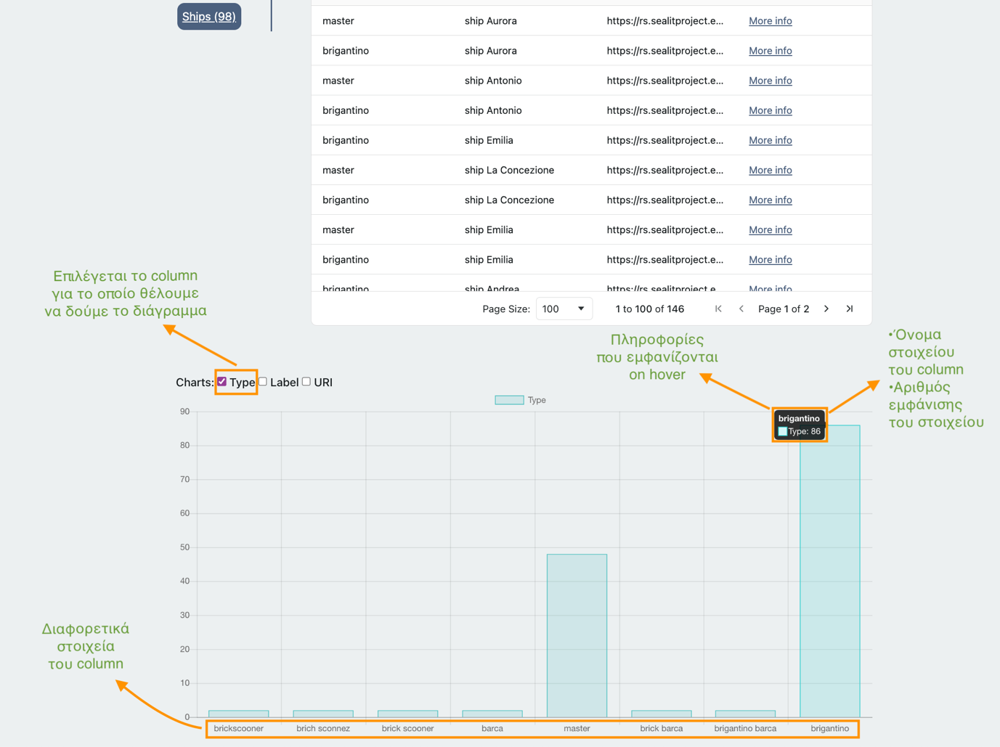 Ships (98)
master ship Aurora https://rs.sealitproject.e... More info
brigantino ship Aurora https://rs.sealitproject.e... More info
master ship Antonio https://rs.sealitproject.e... More info
brigantino ship Antonio https://rs.sealitproject.e... More info
brigantino ship Emilia https://rs.sealitproject.e... More info
master ship La Concezione https://rs.sealitproject.e... More info
brigantino ship La Concezione https://rs.sealitproject.e... More info
master ship Emilia https://rs.sealitproject.e... More info
brigantino ship Emilia https://rs.sealitproject.e... More info
brigantino ship Andrea https://rs.sealitproject.e... More info
Page Size: 100 1 to 100 of 146 Page 1 of 2
Επιλέγεται το column
για το οποίο θέλουμε
να δούμε το διάγραμμα
Πληροφορίες
που εμφανίζονται
on hover
•Όνομα
στοιχείου
του column
•Αριθμός
εμφάνισης
του στοιχείου
Charts: Type Label URI
Type
brigantino
Type: 86
90
80
70
60
50
40
30
20
10
0
Διαφορετικά
στοιχεία
του column
brickscooner brich sconnez brick scooner barca master brick barca brigantino barca brigantino